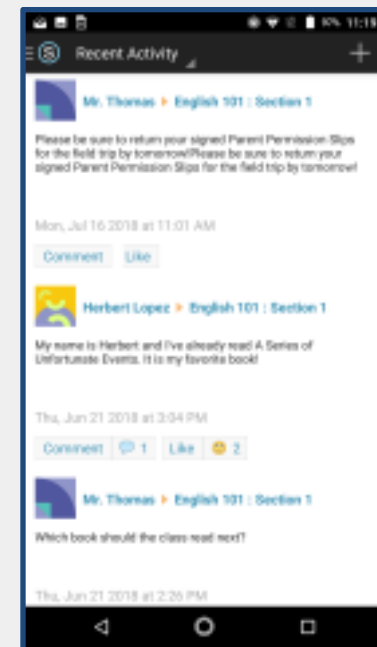 11:19
Recent Activity
Mr. Thomas ▸ English 101 : Section 1
Please be sure to return your signed Parent Permission Slips
for the field trip by tomorrow!Please be sure to return your
signed Parent Permission Slips for the field trip by tomorrow!
Mon, Jul 16 2018 at 11:01 AM
Comment Like
Herbert Lopez ▸ English 101 : Section 1
My name is Herbert and I've already read A Series of
Unfortunate Events. It is my favorite book!
Thu, Jun 21 2018 at 3:04 PM
Comment 1 Like 2
Mr. Thomas ▸ English 101 : Section 1
Which book should the class read next?
Thu, Jun 21 2018 at 2:26 PM